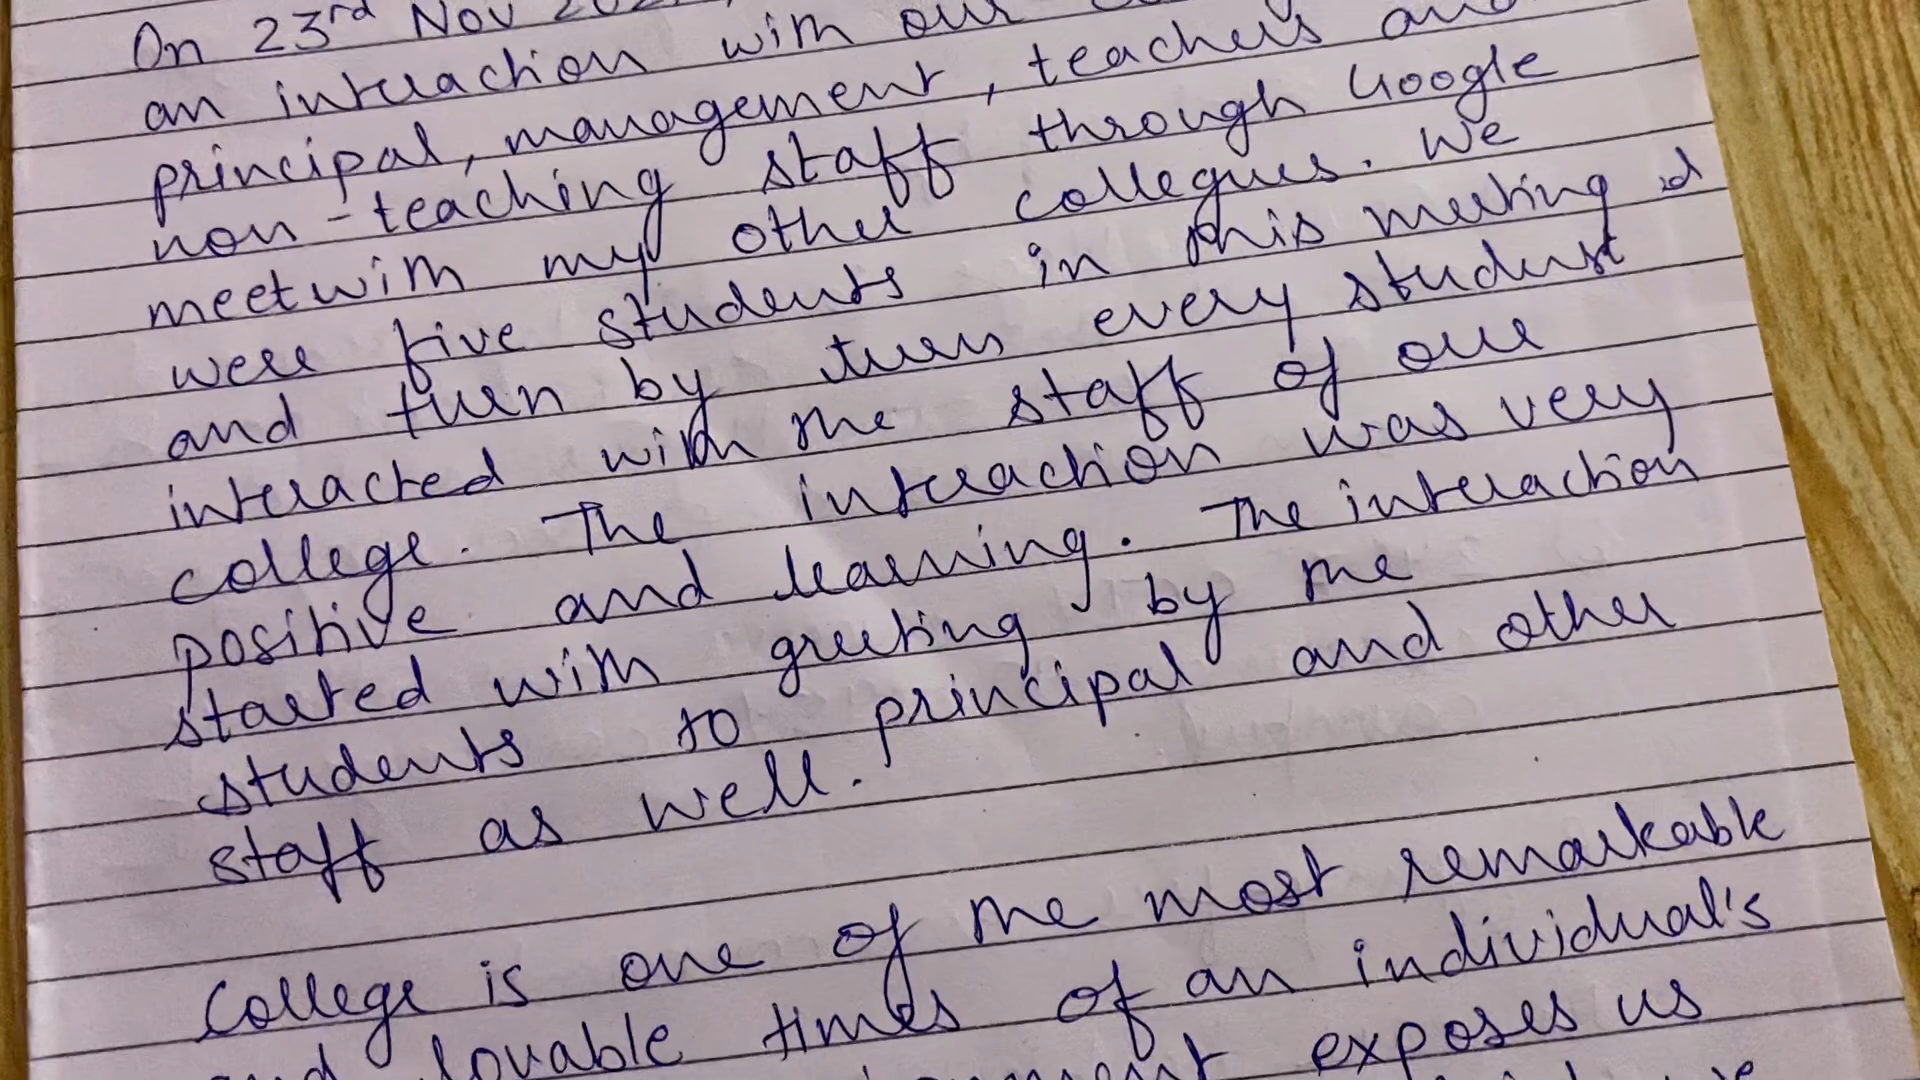 On 23rd Nov
an interaction with our
principal, management, teachers and
non-teaching staff through Google
meet with my other collegues. We
were five students in this meeting
and turn by turn every student
interacted with the staff of our
college. The interaction was very
positive and learning. The interaction
started with greeting by the
students to principal and other
staff as well.
College is one of the most remarkable
and lovable times of an individual's
exposes us